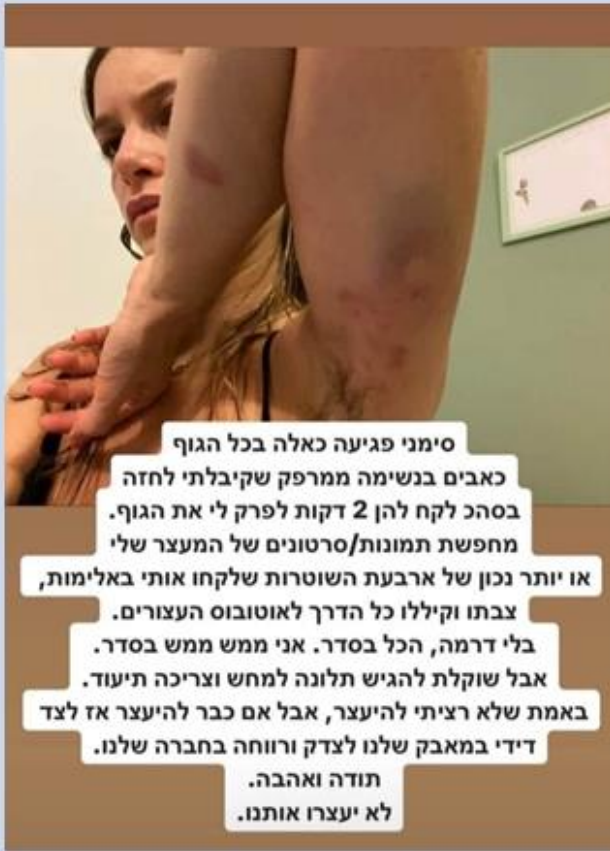 סימני פגיעה כאלה בכל הגוף
כאבים בנשימה ממרפק שקיבלתי לחזה
בסהכ לקח להן 2 דקות לפרק לי את הגוף.
מחפשת תמונות/סרטונים של המעצר שלי
או יותר נכון של ארבעת השוטרות שלקחו אותי באלימות,
צבתו וקיללו כל הדרך לאוטובוס העצורים.
בלי דרמה, הכל בסדר. אני ממש ממש בסדר.
אבל שוקלת להגיש תלונה למחש וצריכה תיעוד.
באמת שלא רציתי להיעצר, אבל אם כבר להיעצר אז לצד
דידי במאבק שלנו לצדק ורווחה בחברה שלנו.
תודה ואהבה.
לא יעצרו אותנו.